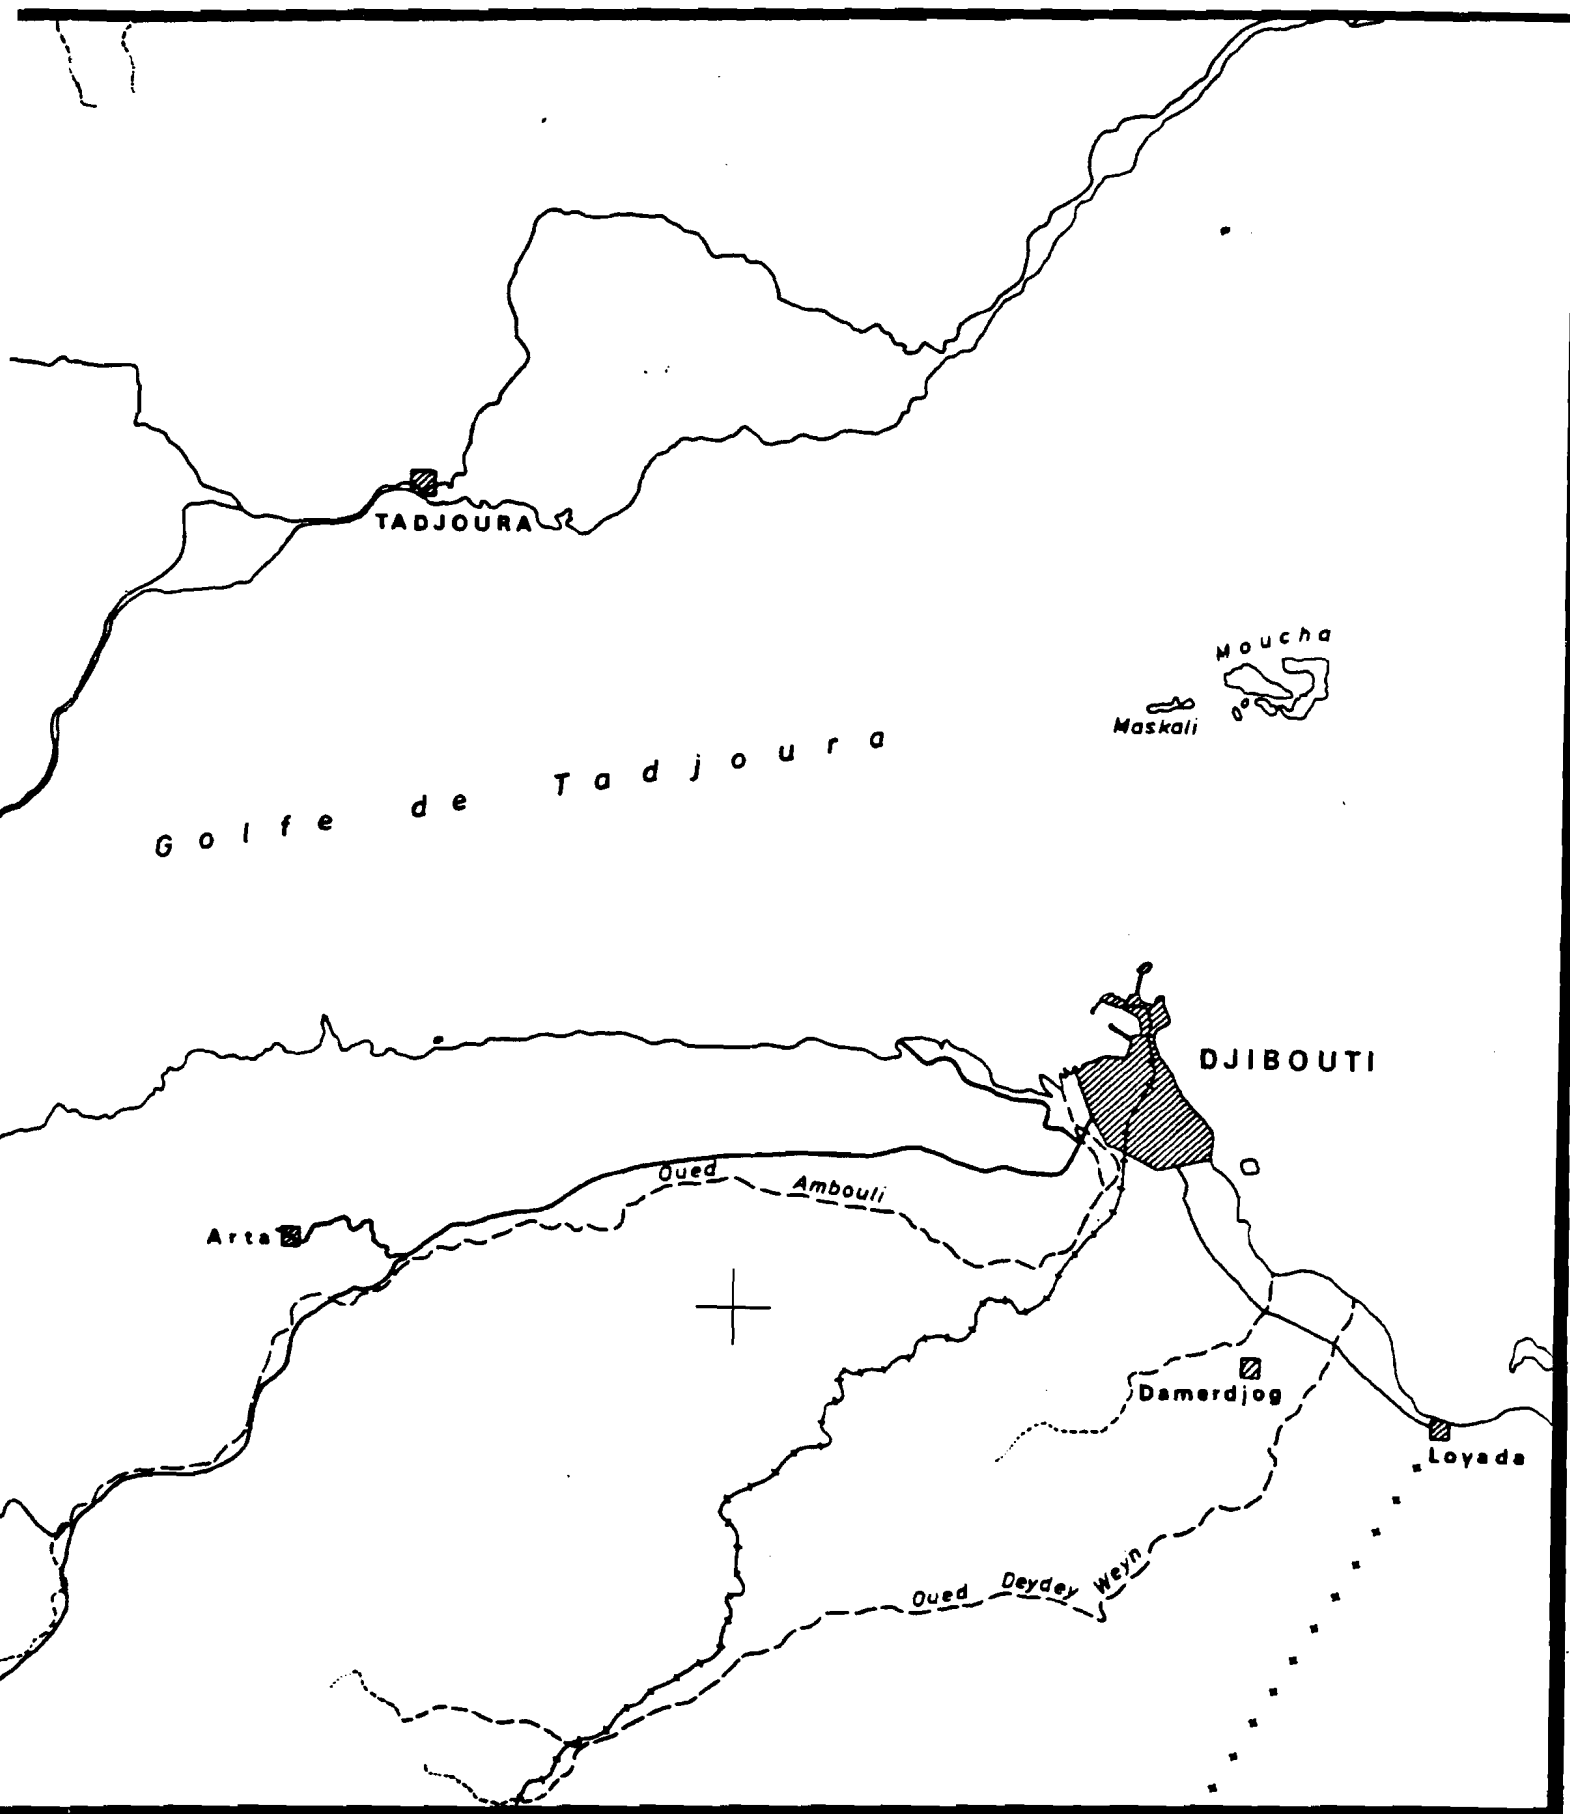 TADJOURA
Moucha
Maskali
Golfe de Tadjoura
DJIBOUTI
Oued Ambouli
Arta
Damerdjog
Loyada
Oued Deydey Weyn